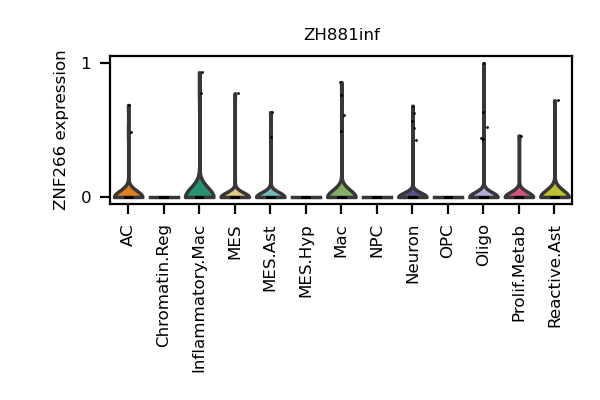 ZH881inf
ZNF266 expression
1
0
AC
Chromatin.Reg
Inflammatory.Mac
MES
MES.Ast
MES.Hyp
Mac
NPC
Neuron
OPC
Oligo
Prolif.Metab
Reactive.Ast